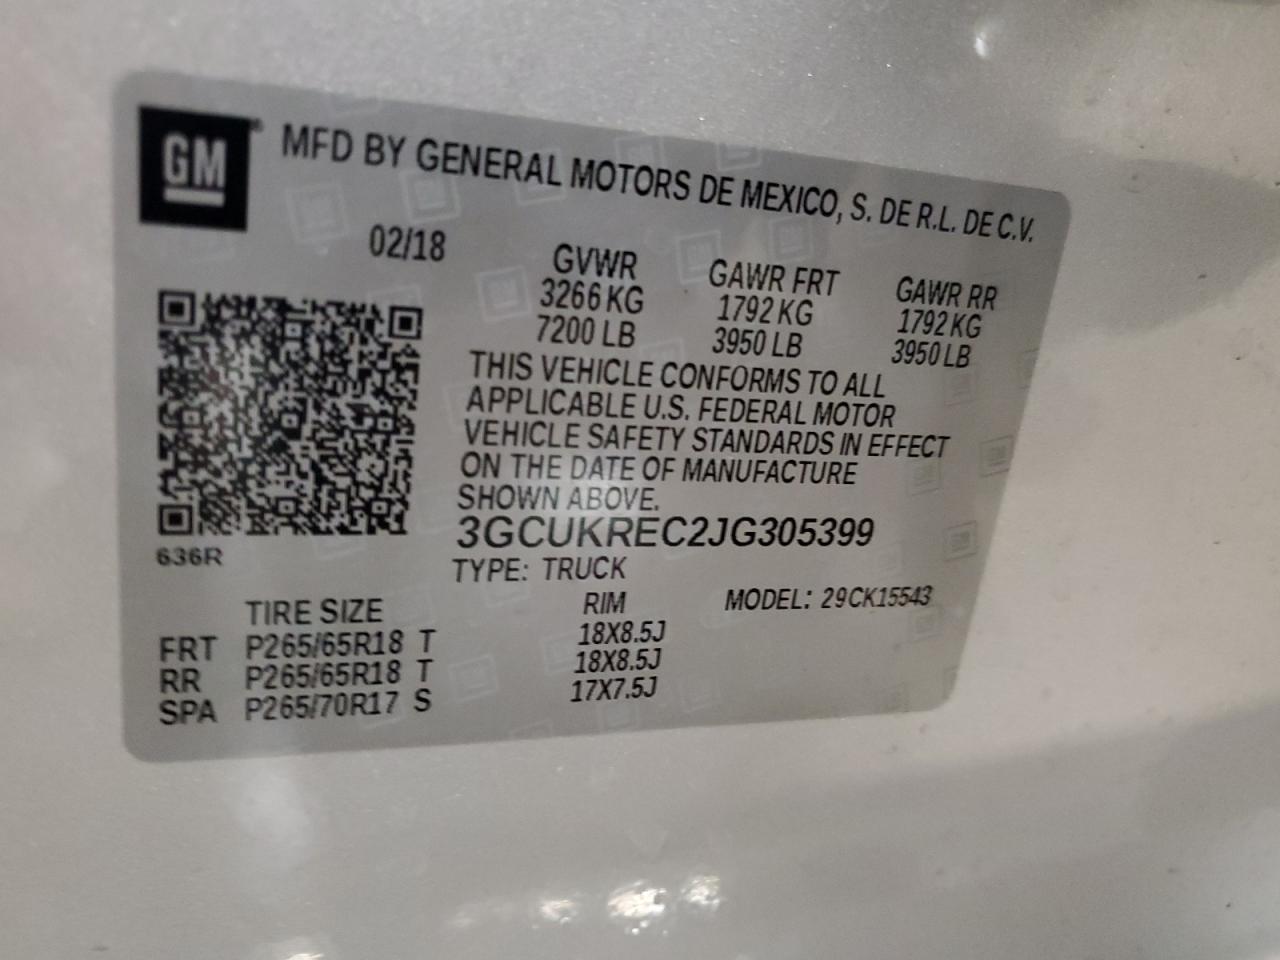 GM® MFD BY GENERAL MOTORS DE MEXICO, S. DE R.L. DE C.V.
02/18
GVWR GAWR FRT GAWR RR
3266 KG 1792 KG 1792 KG
7200 LB 3950 LB 3950 LB
THIS VEHICLE CONFORMS TO ALL
APPLICABLE U.S. FEDERAL MOTOR
VEHICLE SAFETY STANDARDS IN EFFECT
ON THE DATE OF MANUFACTURE
SHOWN ABOVE.
3GCUKREC2JG305399
636R
TYPE: TRUCK
MODEL: 29CK15543
TIRE SIZE RIM
FRT P265/65R18 T 18X8.5J
RR P265/65R18 T 18X8.5J
SPA P265/70R17 S 17X7.5J